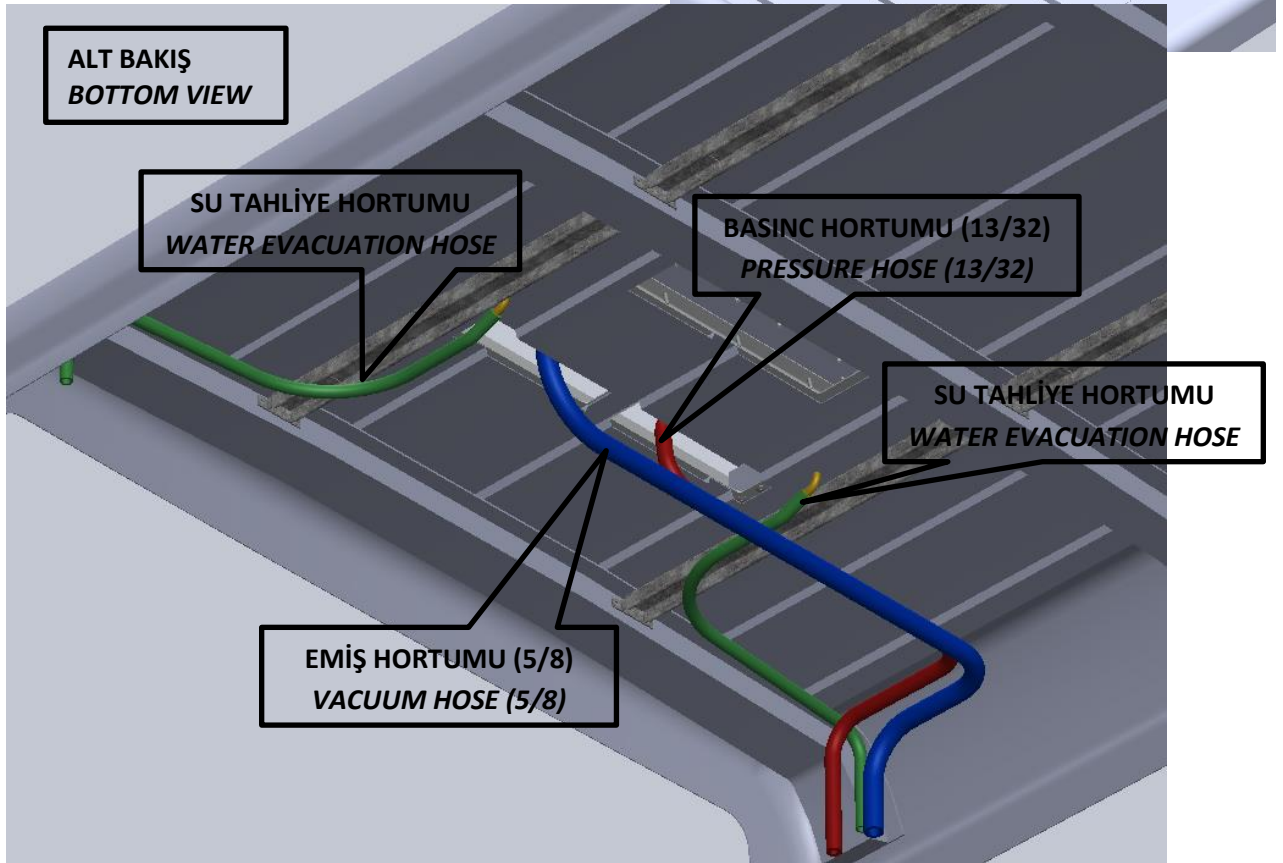 ALT BAKIŞ
BOTTOM VIEW
SU TAHLİYE HORTUMU
WATER EVACUATION HOSE
BASINC HORTUMU (13/32)
PRESSURE HOSE (13/32)
SU TAHLİYE HORTUMU
WATER EVACUATION HOSE
EMİŞ HORTUMU (5/8)
VACUUM HOSE (5/8)